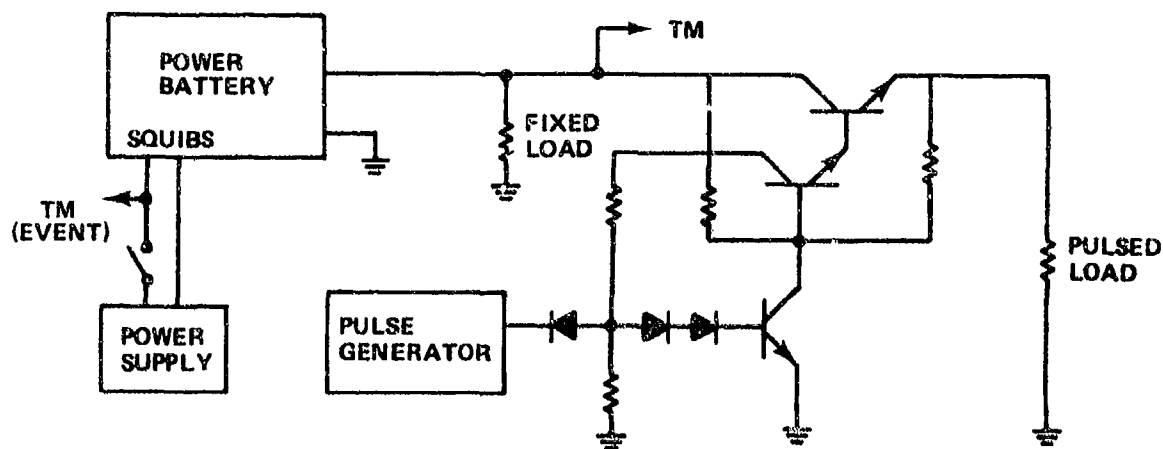 POWER
BATTERY
SQUIBS
TM
FIXED
LOAD
TM
(EVENT)
POWER
SUPPLY
PULSE
GENERATOR
PULSED
LOAD